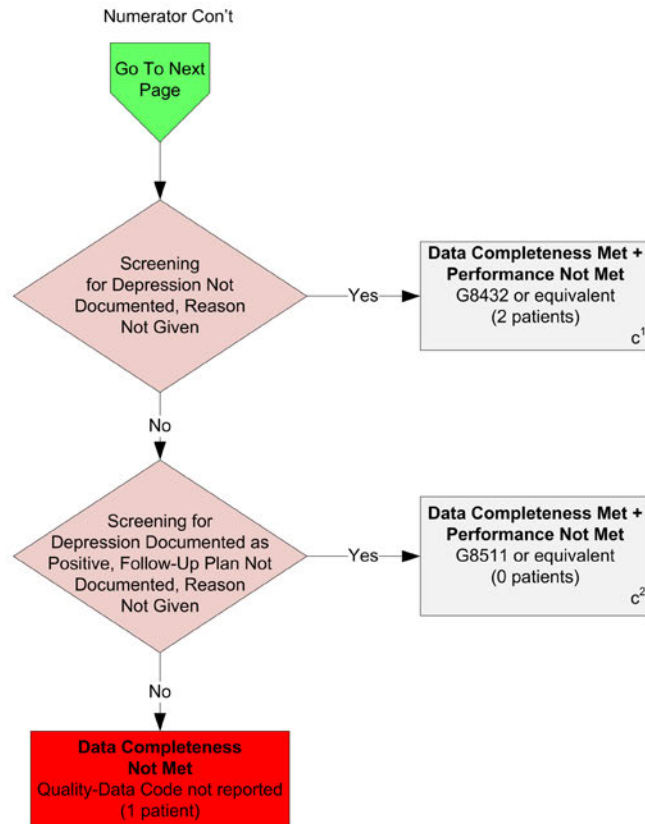 Numerator Con't
Go To Next
Page
Screening
for Depression Not
Documented, Reason
Not Given
Yes
Data Completeness Met +
Performance Not Met
G8432 or equivalent
(2 patients)
c¹
No
Screening for
Depression Documented as
Positive, Follow-Up Plan Not
Documented, Reason
Not Given
Yes
Data Completeness Met +
Performance Not Met
G8511 or equivalent
(0 patients)
c²
No
Data Completeness
Not Met
Quality-Data Code not reported
(1 patient)